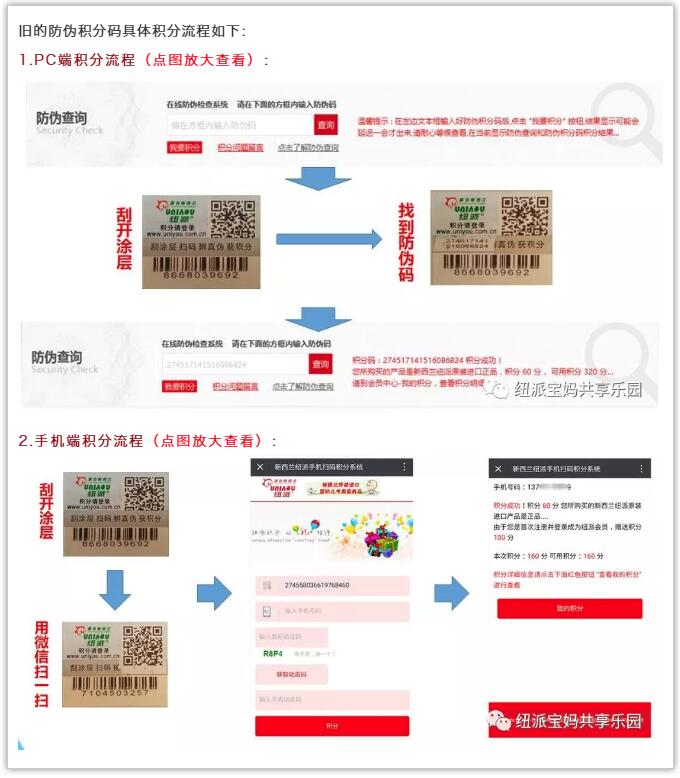 旧的防伪积分码具体积分流程如下：
1.PC端积分流程（点图放大查看）：
防伪查询
Security Check
在线防伪检查系统 请在下面的方框内输入防伪码
请在方框内输入防伪码
查询
我要积分 积分问题留言 点击了解防伪查询
温馨提示：在左边文本框输入好防伪积分码后,点击 "我要积分" 按钮,结果显示可能会
延迟一会才出来,请耐心等候查看,在当前显示防伪查询和防伪积分码积分结果...
刮开涂层
UNIAOU
纽派
积分请登录
www.uniyou.com.cn
刮涂层 扫码 辨真伪 获积分
8668039692
找到防伪码
UNIAOU
纽派
积分请登录
www.uniyou.com.cn
274517141
516086824
获积分
8668039692
防伪查询
Security Check
在线防伪检查系统 请在下面的方框内输入防伪码
274517141516086824
查询
我要积分 积分问题留言 点击了解防伪查询
积分码：274517141516086824 积分成功！
您所购买的产品是新西兰纽派原装进口正品，积分 60 分， 可用积分 320 分...
请到会员中心-我的积分，查看积分明细
纽派宝妈共享乐园
2.手机端积分流程（点图放大查看）：
刮开涂层
UNIAOU
纽派
积分请登录
www.uniyou.com.cn
刮涂层 扫码 辨真伪 获积分
8668039692
用微信扫一扫
UNIAOU
纽派
积分请登录
www.uniyou.com.cn
刮涂层 扫码
7104503257
新西兰纽派手机扫码积分系统
纽派
新西兰原装进口
274558036619768460
输入手机号码
输入图形验证码
R8P4
看不清，换一个？
获取动态码
输入手机动态码
积分
新西兰纽派手机扫码积分系统
手机号码：137
9
积分成功！积分 60 分 您所购买的新西兰纽派原装
进口产品是正品....
由于您是首次注册并登录成为纽派会员，赠送积分
100 分
本次积分：160 分 可用积分：160 分
积分详细信息请点击下面红色按钮 "查看我的积分"
进行查看
我的积分
纽派宝妈共享乐园